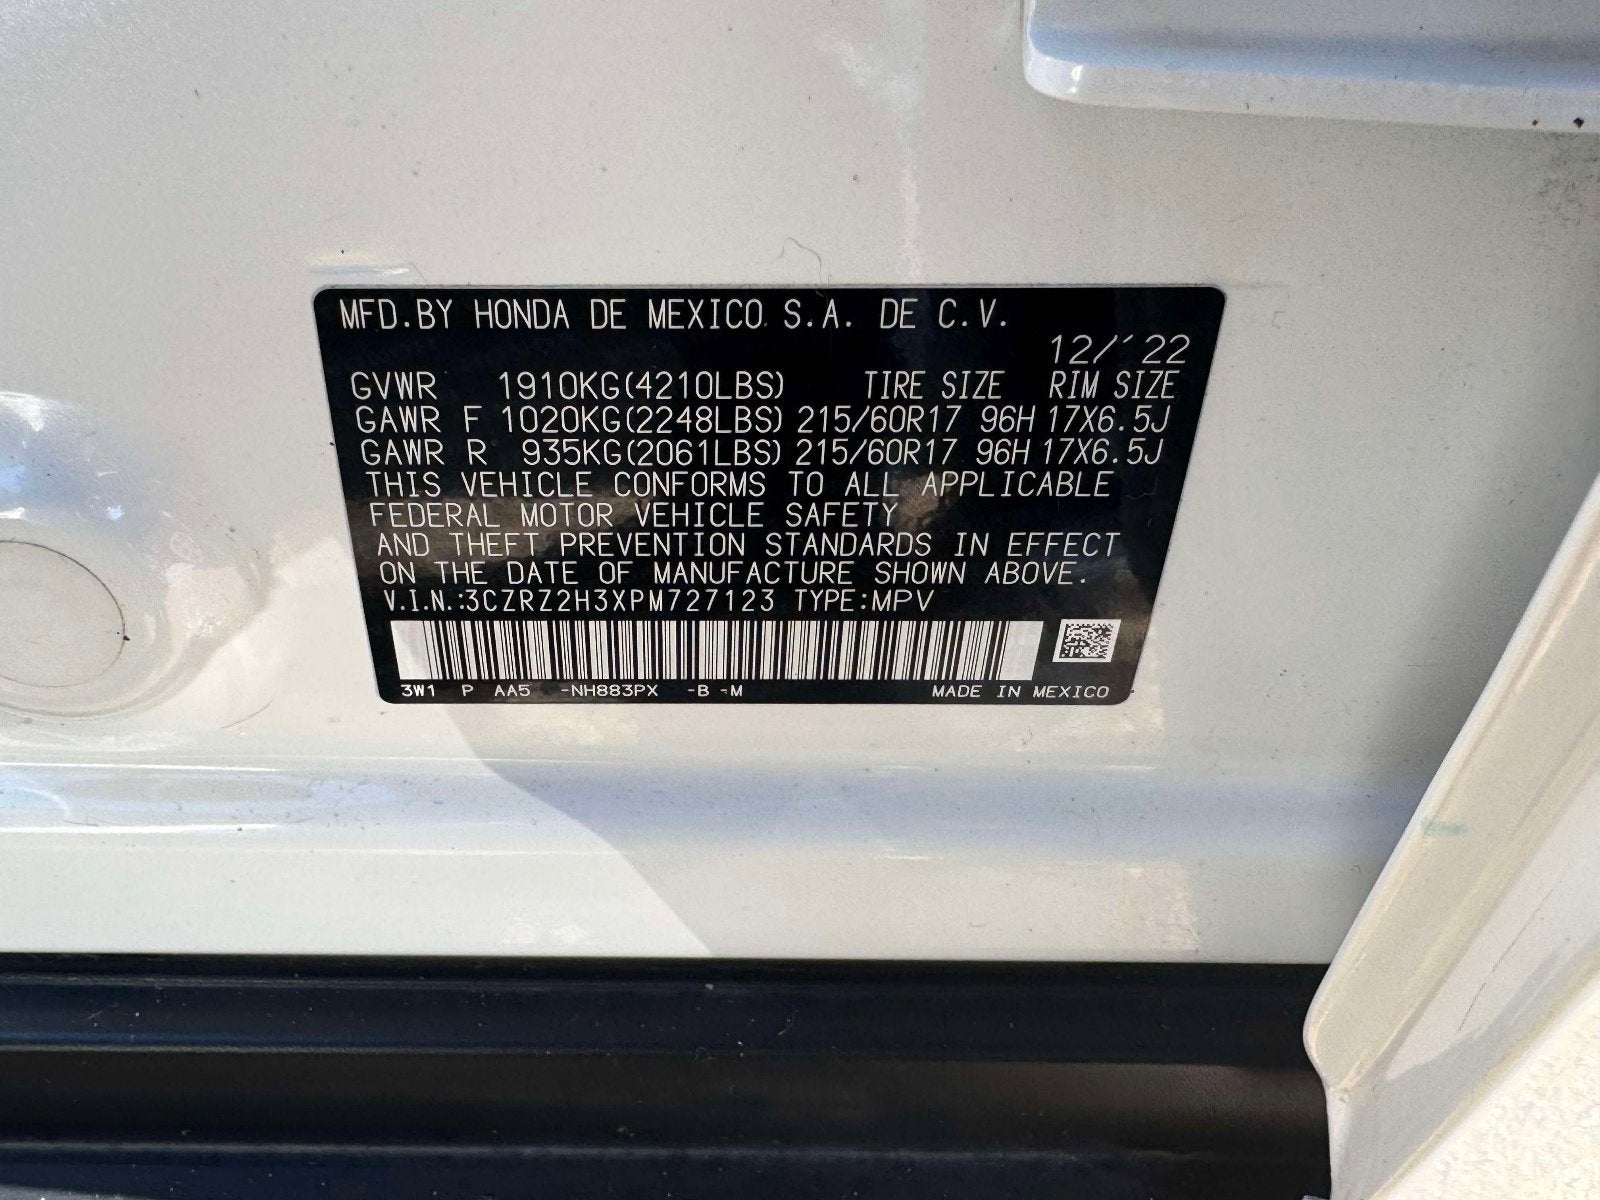 MFD.BY HONDA DE MEXICO S.A. DE C.V.
12/'22
GVWR 1910KG(4210LBS) TIRE SIZE RIM SIZE
GAWR F 1020KG(2248LBS) 215/60R17 96H 17X6.5J
GAWR R 935KG(2061LBS) 215/60R17 96H 17X6.5J
THIS VEHICLE CONFORMS TO ALL APPLICABLE
FEDERAL MOTOR VEHICLE SAFETY
AND THEFT PREVENTION STANDARDS IN EFFECT
ON THE DATE OF MANUFACTURE SHOWN ABOVE.
V.I.N.:3CZRZ2H3XPM727123 TYPE:MPV
3W1 P AA5 -NH883PX -B -M MADE IN MEXICO